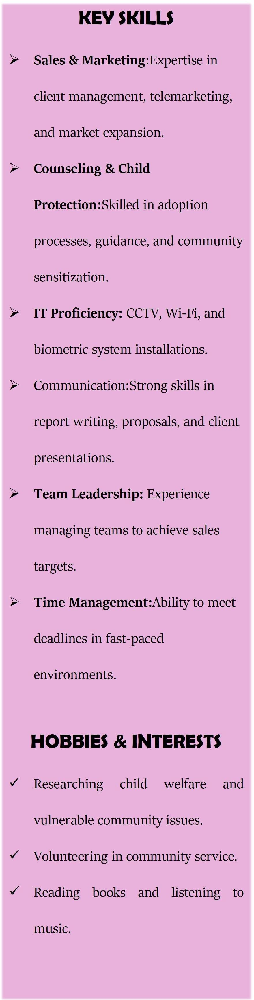 KEY SKILLS
➢ Sales & Marketing:Expertise in
client management, telemarketing,
and market expansion.
➢ Counseling & Child
Protection:Skilled in adoption
processes, guidance, and community
sensitization.
➢ IT Proficiency: CCTV, Wi-Fi, and
biometric system installations.
➢ Communication:Strong skills in
report writing, proposals, and client
presentations.
➢ Team Leadership: Experience
managing teams to achieve sales
targets.
➢ Time Management:Ability to meet
deadlines in fast-paced
environments.
HOBBIES & INTERESTS
✓ Researching child welfare and
vulnerable community issues.
✓ Volunteering in community service.
✓ Reading books and listening to
music.